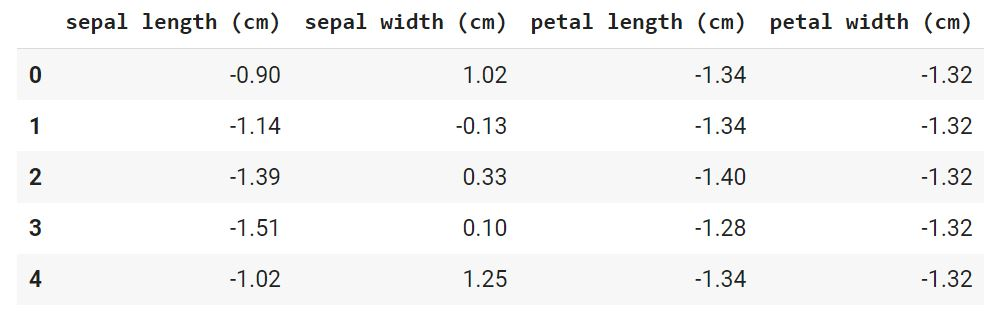 sepal length (cm) sepal width (cm) petal length (cm) petal width (cm)
0 -0.90 1.02 -1.34 -1.32
1 -1.14 -0.13 -1.34 -1.32
2 -1.39 0.33 -1.40 -1.32
3 -1.51 0.10 -1.28 -1.32
4 -1.02 1.25 -1.34 -1.32